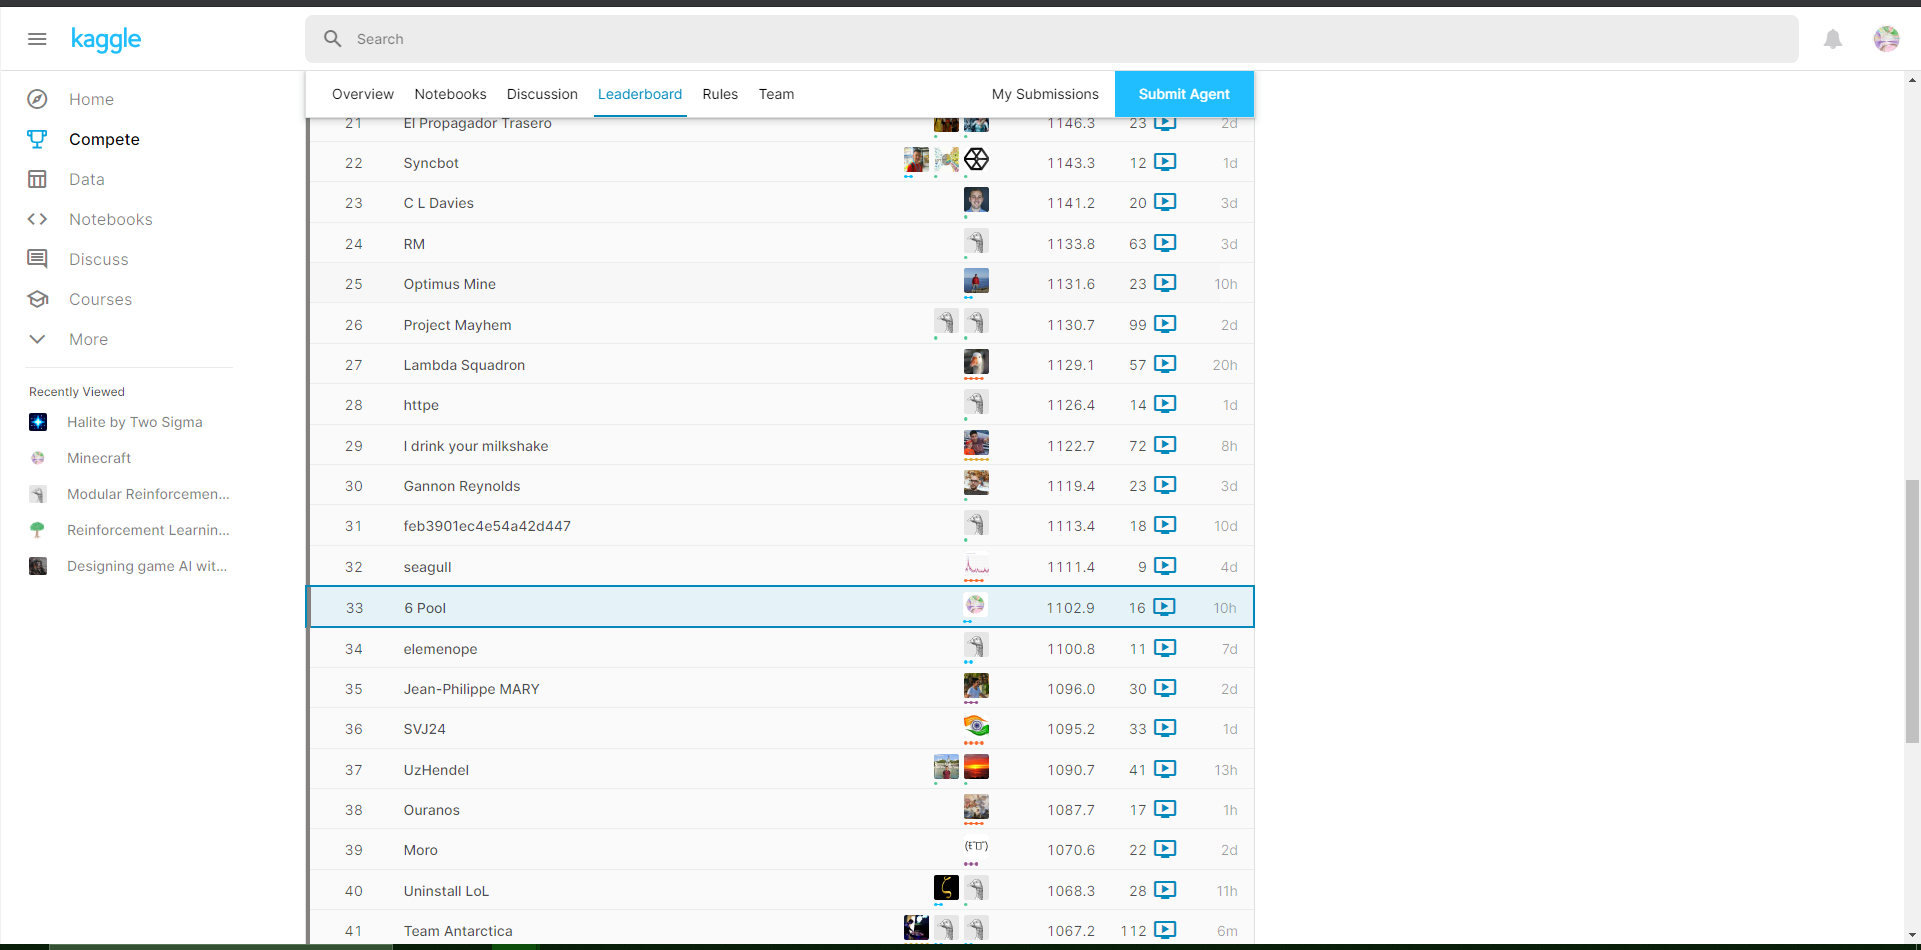 kaggle
Search
Home
Compete
Data
Notebooks
Discuss
Courses
More
Recently Viewed
Halite by Two Sigma
Minecraft
Modular Reinforcemen...
Reinforcement Learnin...
Designing game AI wit...
Overview Notebooks Discussion Leaderboard Rules Team My Submissions Submit Agent
21 El Propagador Trasero 1146.3 23 2d
22 Syncbot 1143.3 12 1d
23 C L Davies 1141.2 20 3d
24 RM 1133.8 63 3d
25 Optimus Mine 1131.6 23 10h
26 Project Mayhem 1130.7 99 2d
27 Lambda Squadron 1129.1 57 20h
28 httpe 1126.4 14 1d
29 I drink your milkshake 1122.7 72 8h
30 Gannon Reynolds 1119.4 23 3d
31 feb3901ec4e54a42d447 1113.4 18 10d
32 seagull 1111.4 9 4d
33 6 Pool 1102.9 16 10h
34 elemenope 1100.8 11 7d
35 Jean-Philippe MARY 1096.0 30 2d
36 SVJ24 1095.2 33 1d
37 UzHendel 1090.7 41 13h
38 Ouranos 1087.7 17 1h
39 Moro 1070.6 22 2d
40 Uninstall LoL 1068.3 28 11h
41 Team Antarctica 1067.2 112 6m